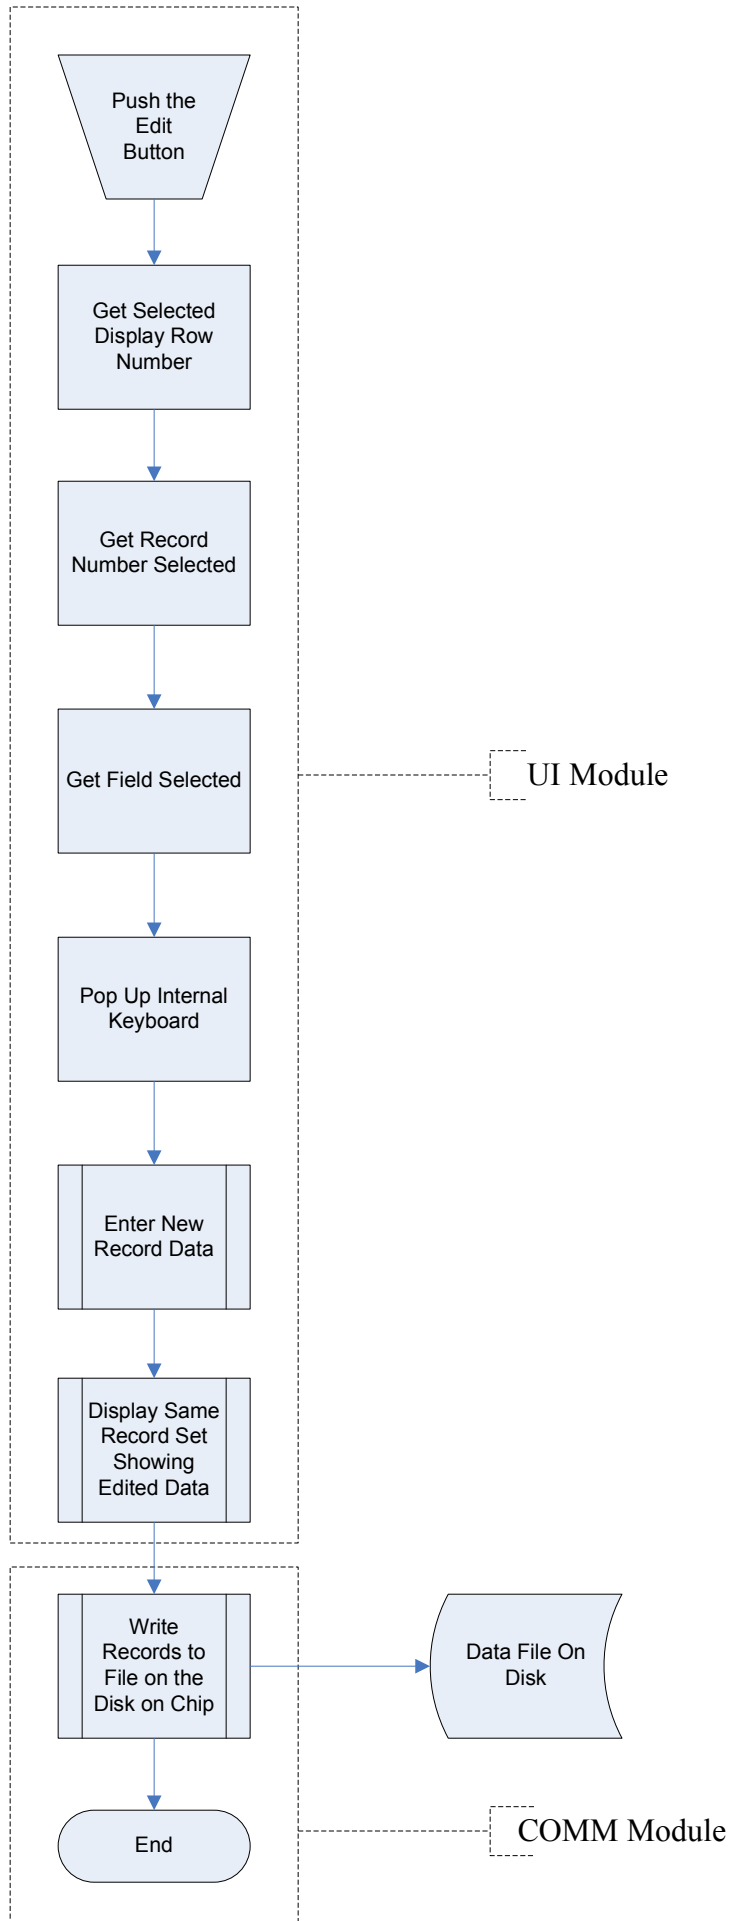 Push the
Edit
Button
Get Selected
Display Row
Number
Get Record
Number Selected
Get Field Selected
UI Module
Pop Up Internal
Keyboard
Enter New
Record Data
Display Same
Record Set
Showing
Edited Data
Write
Records to
File on the
Disk on Chip
Data File On
Disk
End
COMM Module